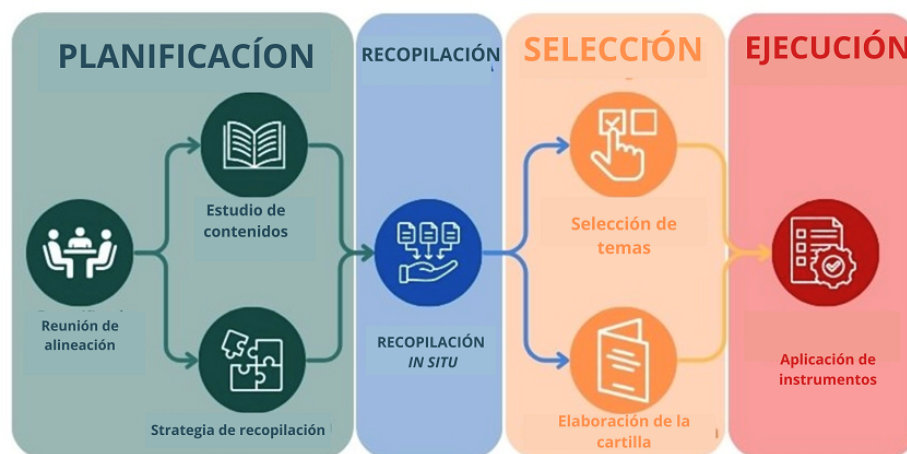 PLANIFICACÍON
RECOPILACIÓN
SELECCIÓN
EJECUCIÓN
Estudio de
contenidos
Reunión de
alineación
Strategia de recopilación
RECOPILACIÓN
IN SITU
Selección de
temas
Elaboración de la
cartilla
Aplicación de
instrumentos